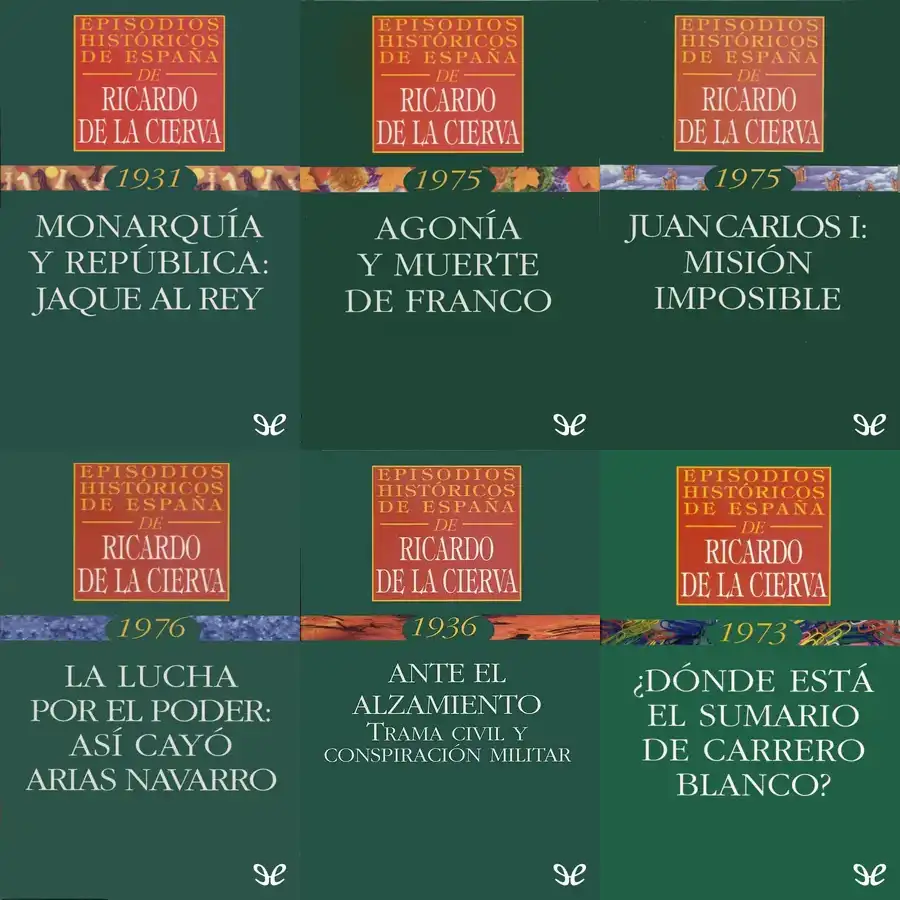 EPISODIOS
HISTÓRICOS
DE ESPAÑA
DE
RICARDO
DE LA CIERVA
1931
MONARQUÍA
Y REPÚBLICA:
JAQUE AL REY
EPISODIOS
HISTÓRICOS
DE ESPAÑA
DE
RICARDO
DE LA CIERVA
1975
AGONÍA
Y MUERTE
DE FRANCO
EPISODIOS
HISTÓRICOS
DE ESPAÑA
DE
RICARDO
DE LA CIERVA
1975
JUAN CARLOS I:
MISIÓN
IMPOSIBLE
EPISODIOS
HISTÓRICOS
DE ESPAÑA
DE
RICARDO
DE LA CIERVA
1976
LA LUCHA
POR EL PODER:
ASÍ CAYÓ
ARIAS NAVARRO
EPISODIOS
HISTÓRICOS
DE ESPAÑA
DE
RICARDO
DE LA CIERVA
1936
ANTE EL
ALZAMIENTO
TRAMA CIVIL Y
CONSPIRACIÓN MILITAR
EPISODIOS
HISTÓRICOS
DE ESPAÑA
DE
RICARDO
DE LA CIERVA
1973
¿DÓNDE ESTÁ
EL SUMARIO
DE CARRERO
BLANCO?